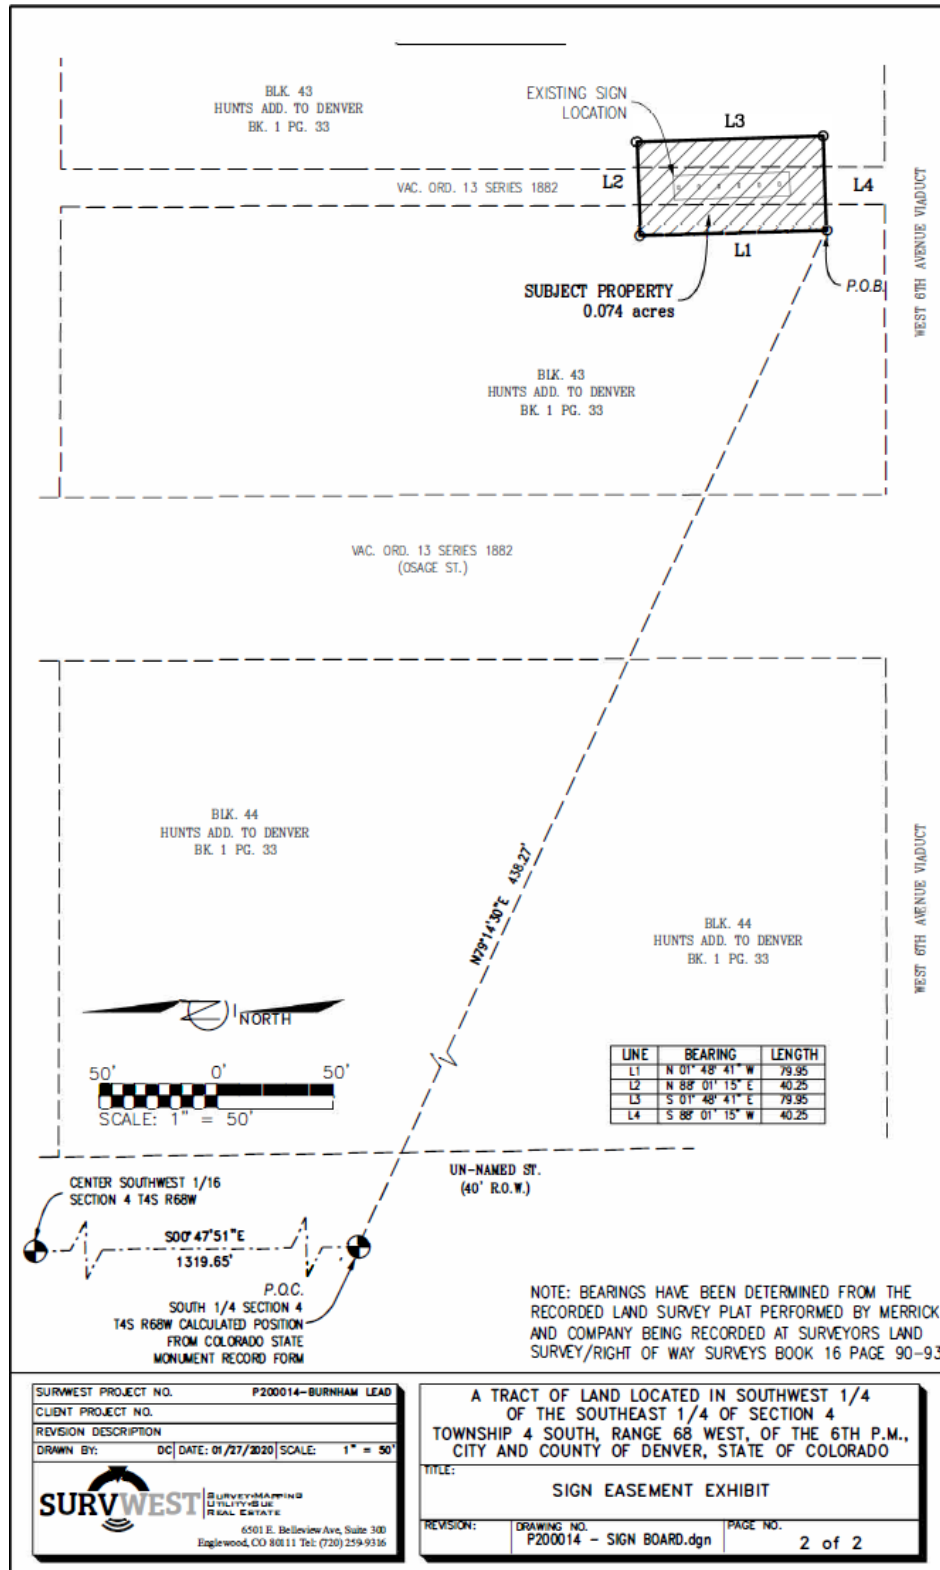 BLK. 43
HUNTS ADD. TO DENVER
BK. 1 PG. 33
EXISTING SIGN
LOCATION
L3
L2
VAC. ORD. 13 SERIES 1882
L4
WEST 6TH AVENUE VIADUCT
L1
P.O.B.
SUBJECT PROPERTY
0.074 acres
BLK. 43
HUNTS ADD. TO DENVER
BK. 1 PG. 33
VAC. ORD. 13 SERIES 1882
(OSAGE ST.)
BLK. 44
HUNTS ADD. TO DENVER
BK. 1 PG. 33
N79°14'30"E 438.27'
BLK. 44
HUNTS ADD. TO DENVER
BK. 1 PG. 33
WEST 6TH AVENUE VIADUCT
NORTH
50' 0' 50'
SCALE: 1" = 50'
LINE BEARING LENGTH
L1 N 01° 48' 41" W 79.95
L2 N 88° 01' 15" E 40.25
L3 S 01° 48' 41" E 79.95
L4 S 88° 01' 15" W 40.25
UN-NAMED ST.
(40' R.O.W.)
CENTER SOUTHWEST 1/16
SECTION 4 T4S R68W
S00°47'51"E
1319.65'
P.O.C.
SOUTH 1/4 SECTION 4
T4S R68W CALCULATED POSITION
FROM COLORADO STATE
MONUMENT RECORD FORM
NOTE: BEARINGS HAVE BEEN DETERMINED FROM THE
RECORDED LAND SURVEY PLAT PERFORMED BY MERRICK
AND COMPANY BEING RECORDED AT SURVEYORS LAND
SURVEY/RIGHT OF WAY SURVEYS BOOK 16 PAGE 90-93
SURVWEST PROJECT NO. P200014-BURNHAM LEAD
CLIENT PROJECT NO.
REVISION DESCRIPTION
DRAWN BY: DC DATE: 01/27/2020 SCALE: 1" = 50'
SURVWEST
SURVEY+MAPPING
UTILITY+SUE
REAL ESTATE
6501 E. Belleview Ave, Suite 300
Englewood, CO 80111 Tel: (720) 259-9316
A TRACT OF LAND LOCATED IN SOUTHWEST 1/4
OF THE SOUTHEAST 1/4 OF SECTION 4
TOWNSHIP 4 SOUTH, RANGE 68 WEST, OF THE 6TH P.M.,
CITY AND COUNTY OF DENVER, STATE OF COLORADO
TITLE:
SIGN EASEMENT EXHIBIT
REVISION:
DRAWING NO.
P200014 - SIGN BOARD.dgn
PAGE NO.
2 of 2